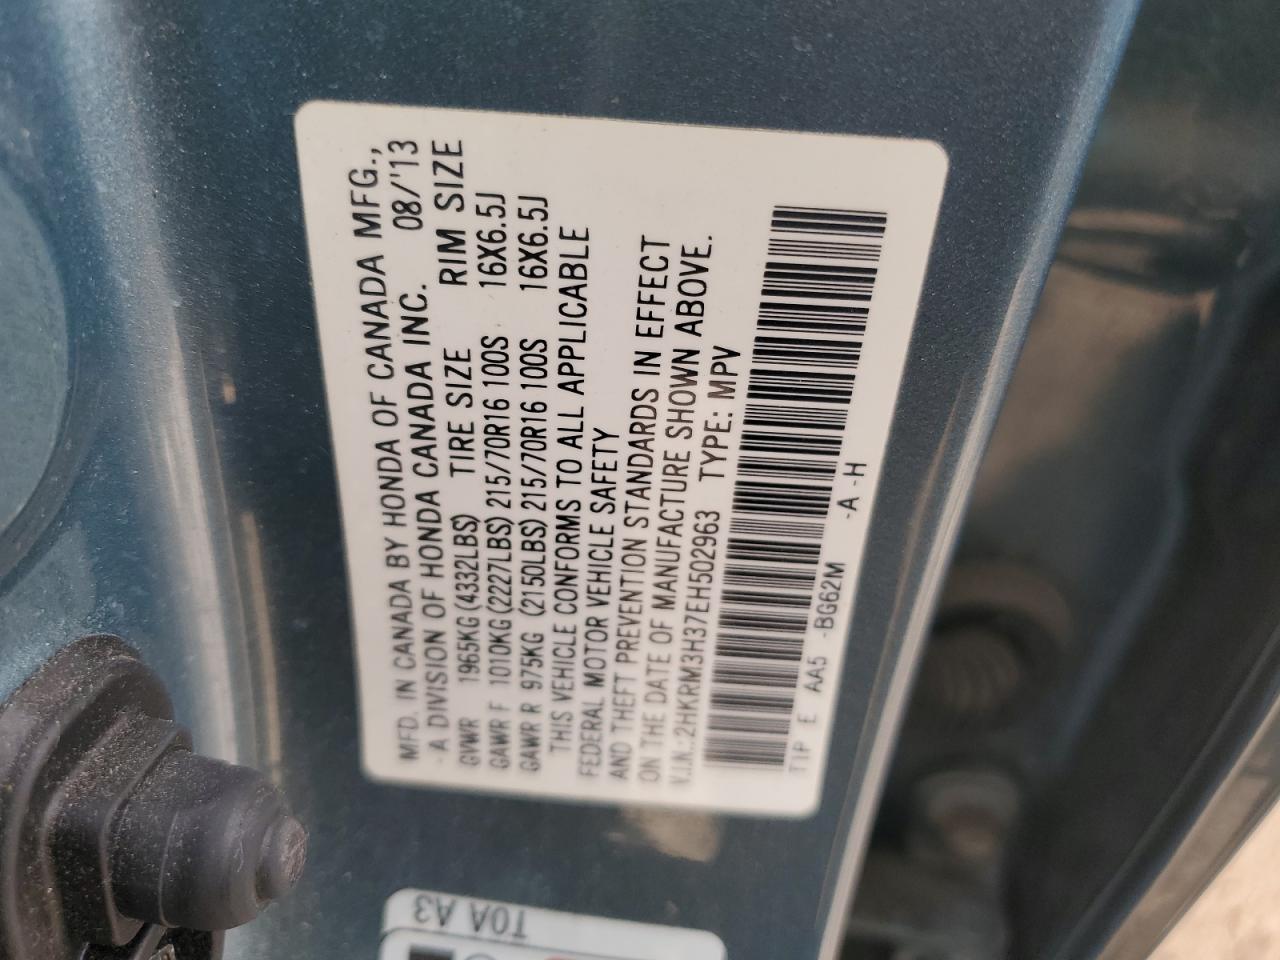 MFD. IN CANADA BY HONDA OF CANADA MFG.,
- A DIVISION OF HONDA CANADA INC. 08/'13
GVWR 1965KG(4332LBS) TIRE SIZE RIM SIZE
GAWR F 1010KG(2227LBS) 215/70R16 100S 16X6.5J
GAWR R 975KG (2150LBS) 215/70R16 100S 16X6.5J
THIS VEHICLE CONFORMS TO ALL APPLICABLE
FEDERAL MOTOR VEHICLE SAFETY
AND THEFT PREVENTION STANDARDS IN EFFECT
ON THE DATE OF MANUFACTURE SHOWN ABOVE.
V.I.N.:2HKRM3H37EH502963 TYPE: MPV
T1P E AA5 -BG62M -A -H
T0A A3